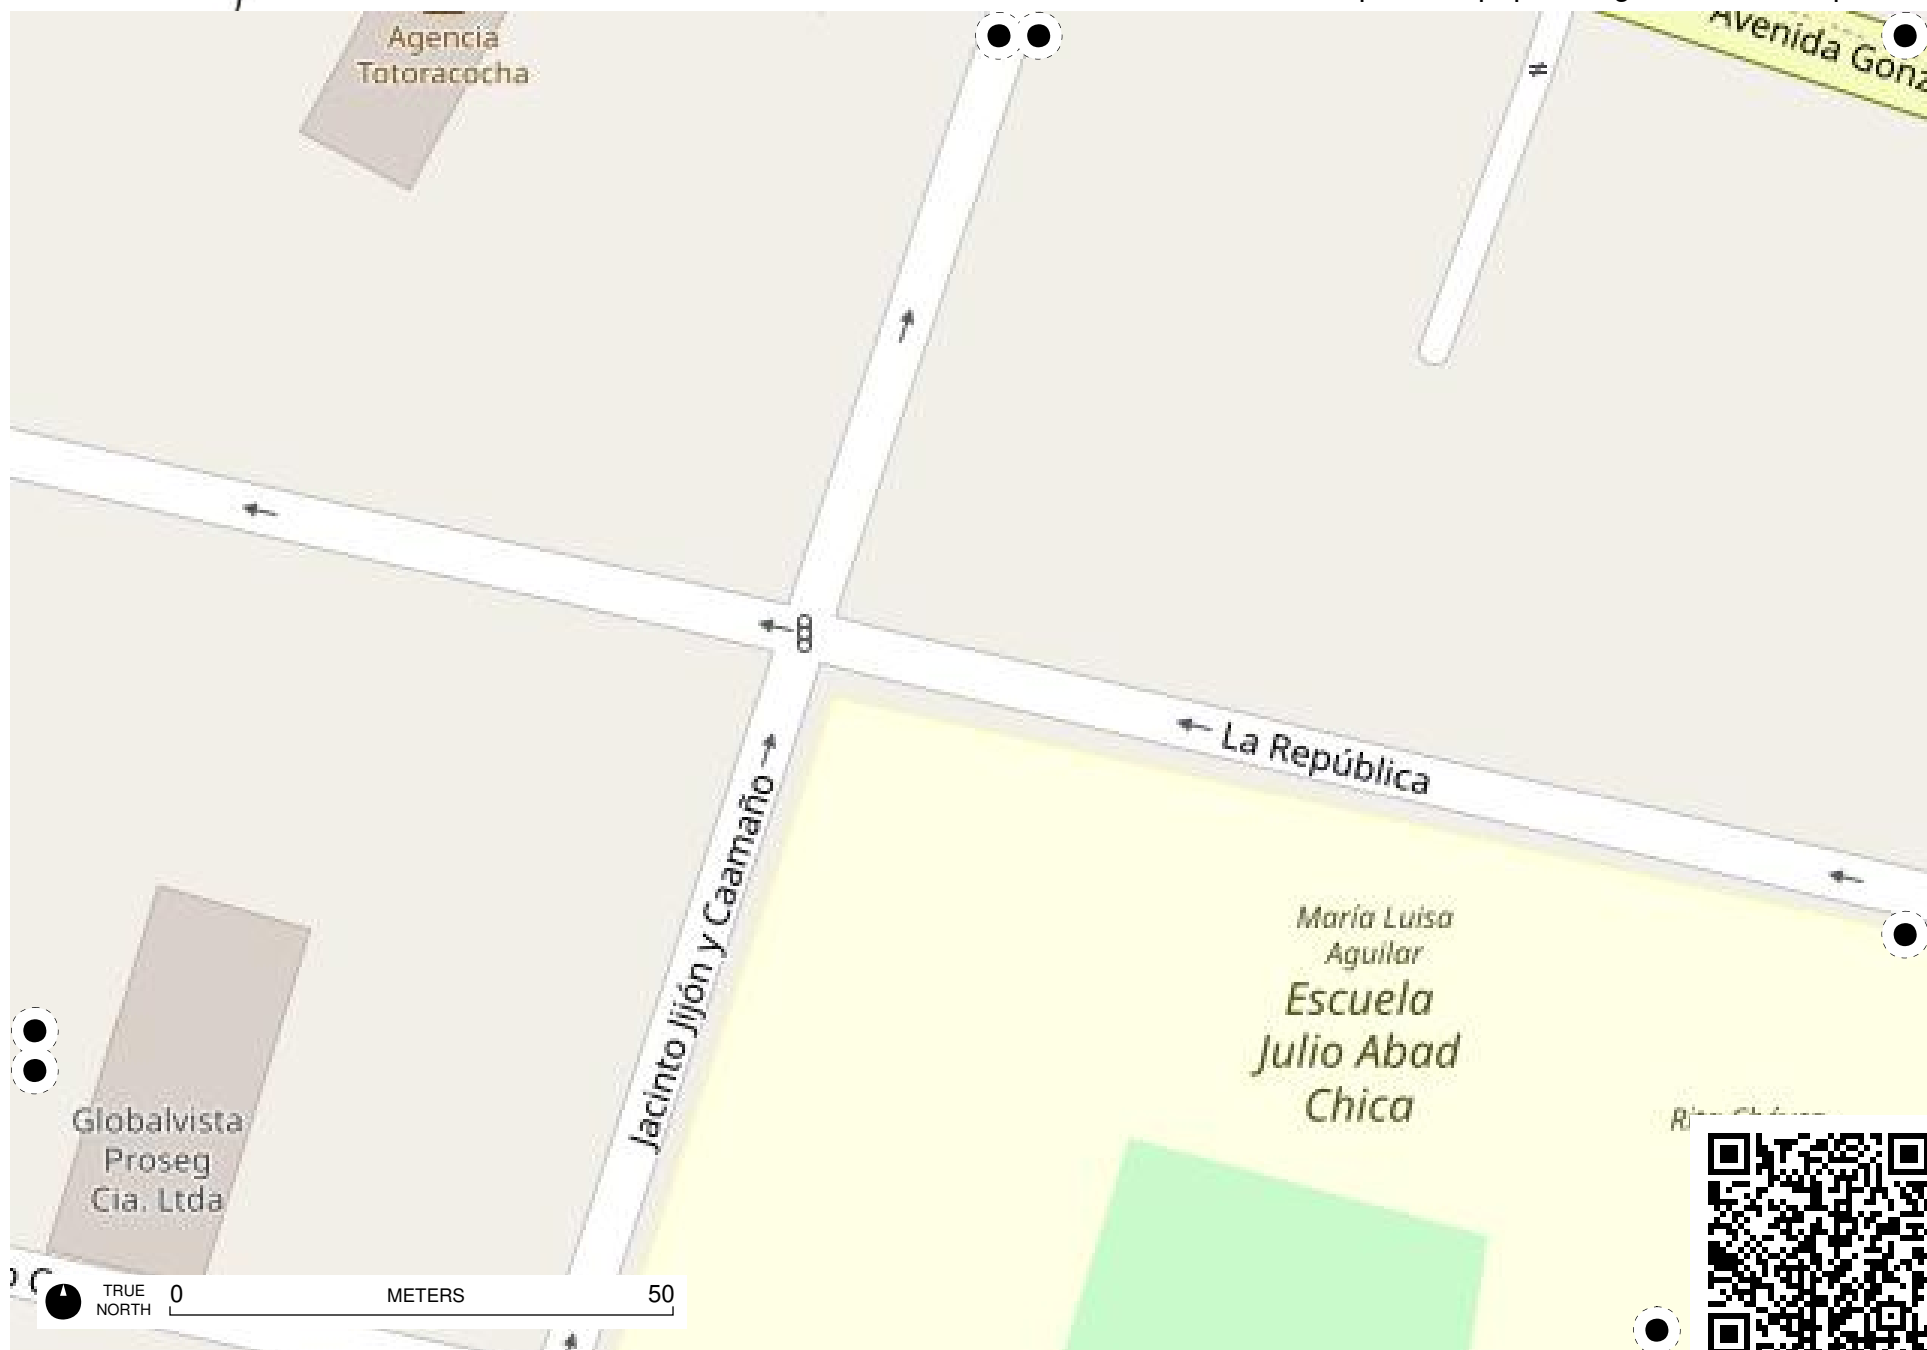 Agencia
Totoracocha
Avenida
La República
Jacinto Jijón y Caamaño
María Luisa
Aguilar
Escuela
Julio Abad
Chica
Globalvista
Proseg
Cia. Ltda
TRUE
NORTH
0 METERS 50